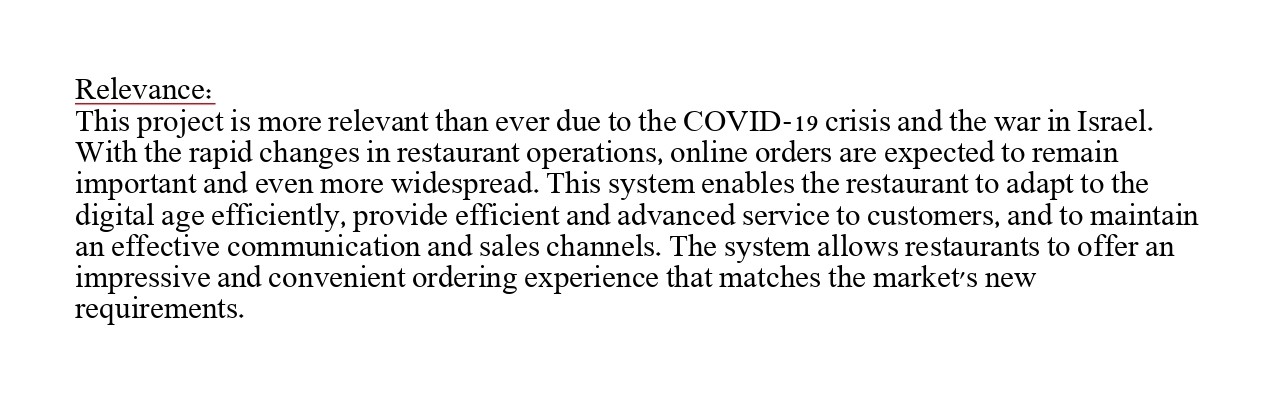 Relevance:
This project is more relevant than ever due to the COVID-19 crisis and the war in Israel.
With the rapid changes in restaurant operations, online orders are expected to remain
important and even more widespread. This system enables the restaurant to adapt to the
digital age efficiently, provide efficient and advanced service to customers, and to maintain
an effective communication and sales channels. The system allows restaurants to offer an
impressive and convenient ordering experience that matches the market's new
requirements.